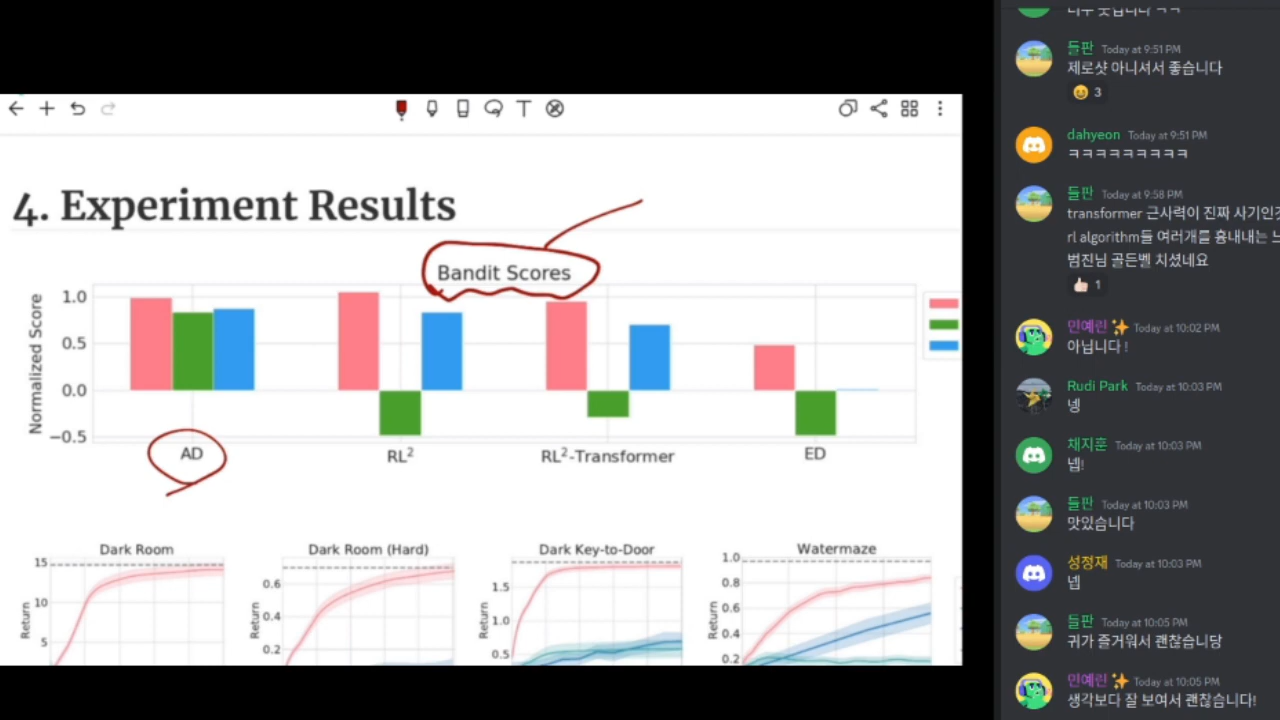 4. Experiment Results
Bandit Scores
Normalized Score
1.0
0.5
0.0
−0.5
AD
RL²
RL²-Transformer
ED
Dark Room
Return
15
10
5
Dark Room (Hard)
Return
0.6
0.4
0.2
Dark Key-to-Door
Return
1.5
1.0
0.5
Watermaze
Return
1.0
0.8
0.6
0.4
0.2
들판 Today at 9:51 PM
제로샷 아니셔서 좋습니다
3
dahyeon Today at 9:51 PM
ㅋㅋㅋㅋㅋㅋㅋㅋㅋ
들판 Today at 9:58 PM
transformer 근사력이 진짜
rl algorithm들 여러개를 흉내내는
범진님 골든벨 치셨네요
1
민예린 ✨ Today at 10:02 PM
아닙니다 !
Rudi Park Today at 10:03 PM
넹
채지훈 Today at 10:03 PM
넵!
들판 Today at 10:03 PM
맛있습니다
성정재 Today at 10:03 PM
넵
들판 Today at 10:05 PM
귀가 즐거워서 괜찮습니당
민예린 ✨ Today at 10:05 PM
생각보다 잘 보여서 괜찮습니다!